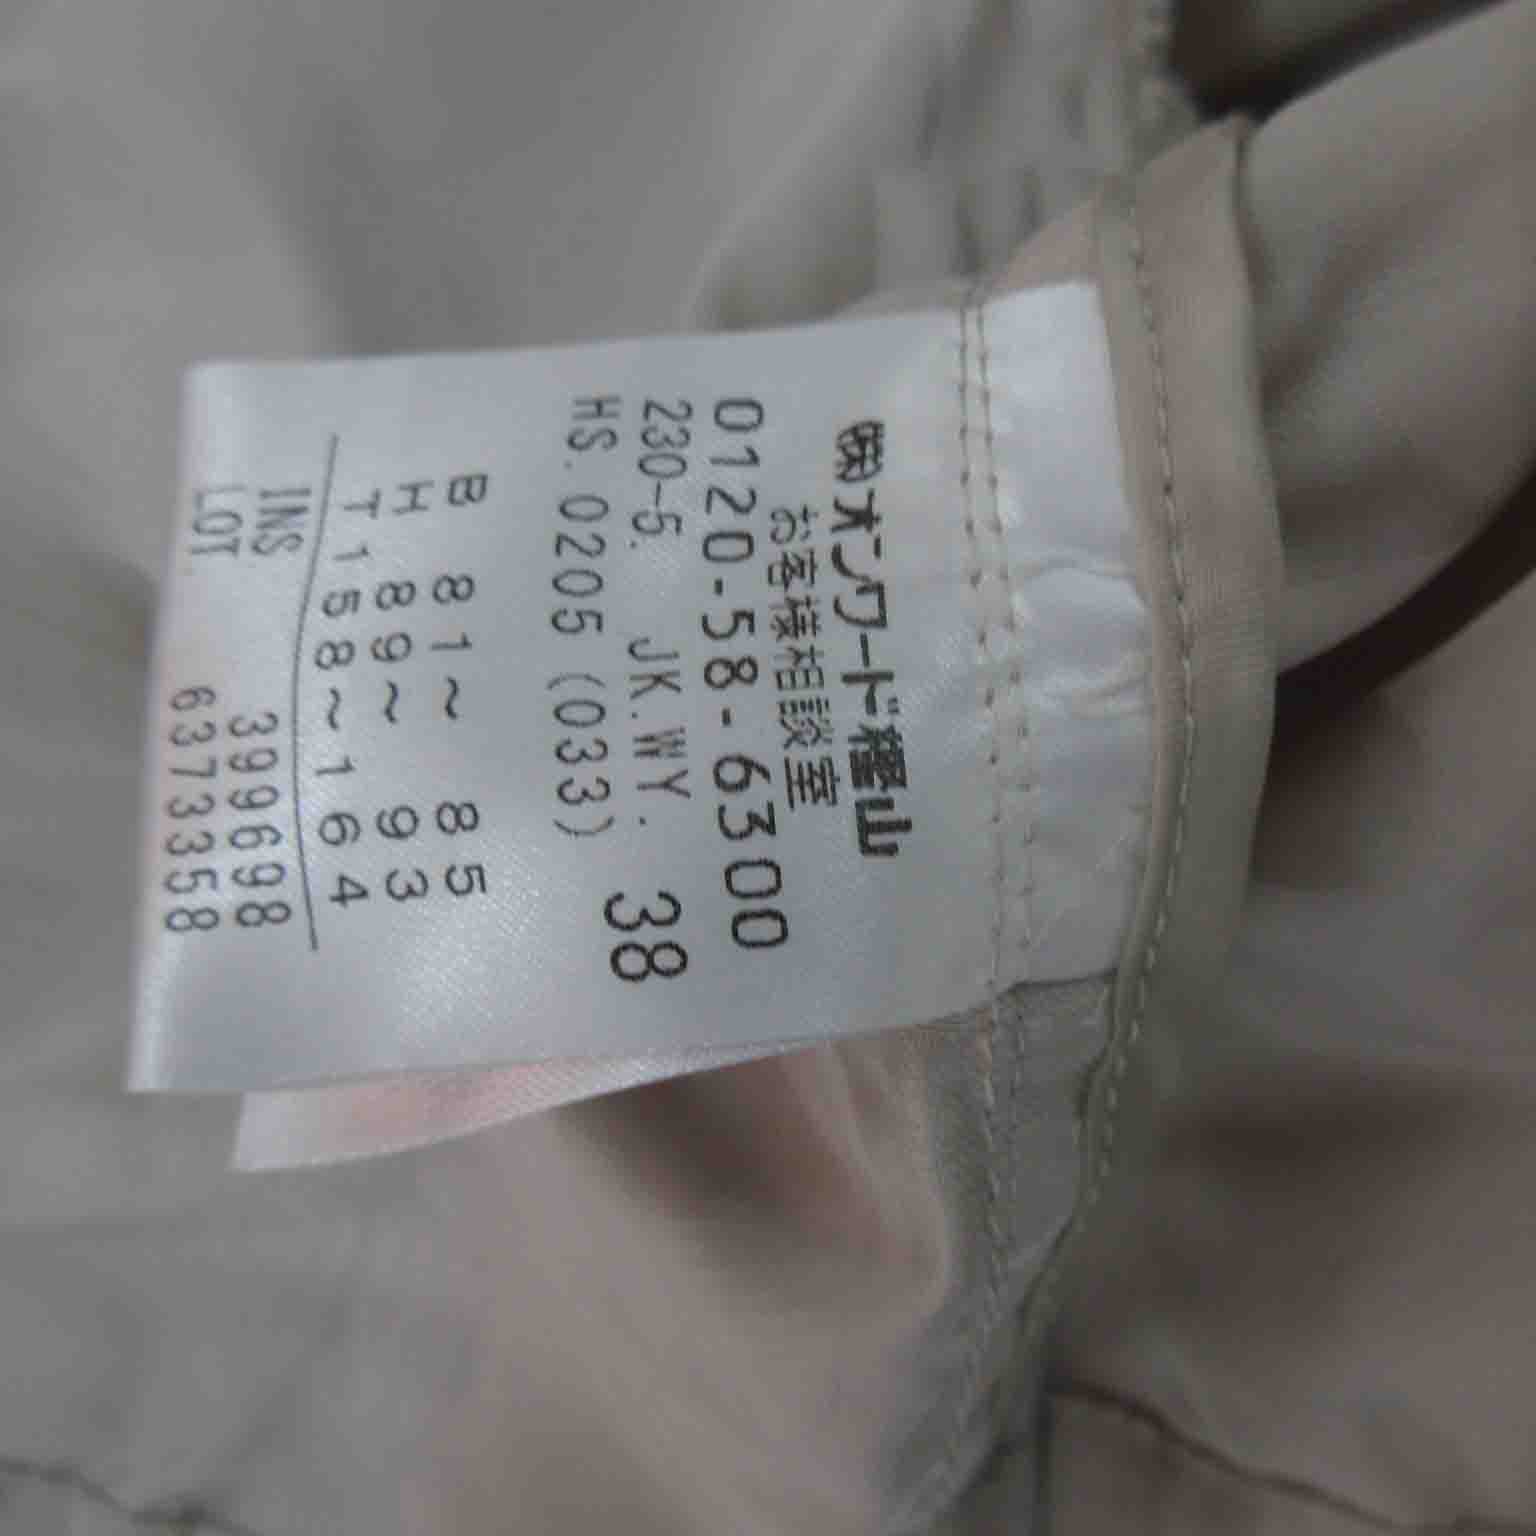 ㈱オンワード樫山
お客様相談室
0120-58-6300
230-5. JK.WY. 38
HS. 0205 (033)
B 81~ 85
H 89~ 93
T 158~164
INS 399698
LOT 6373358